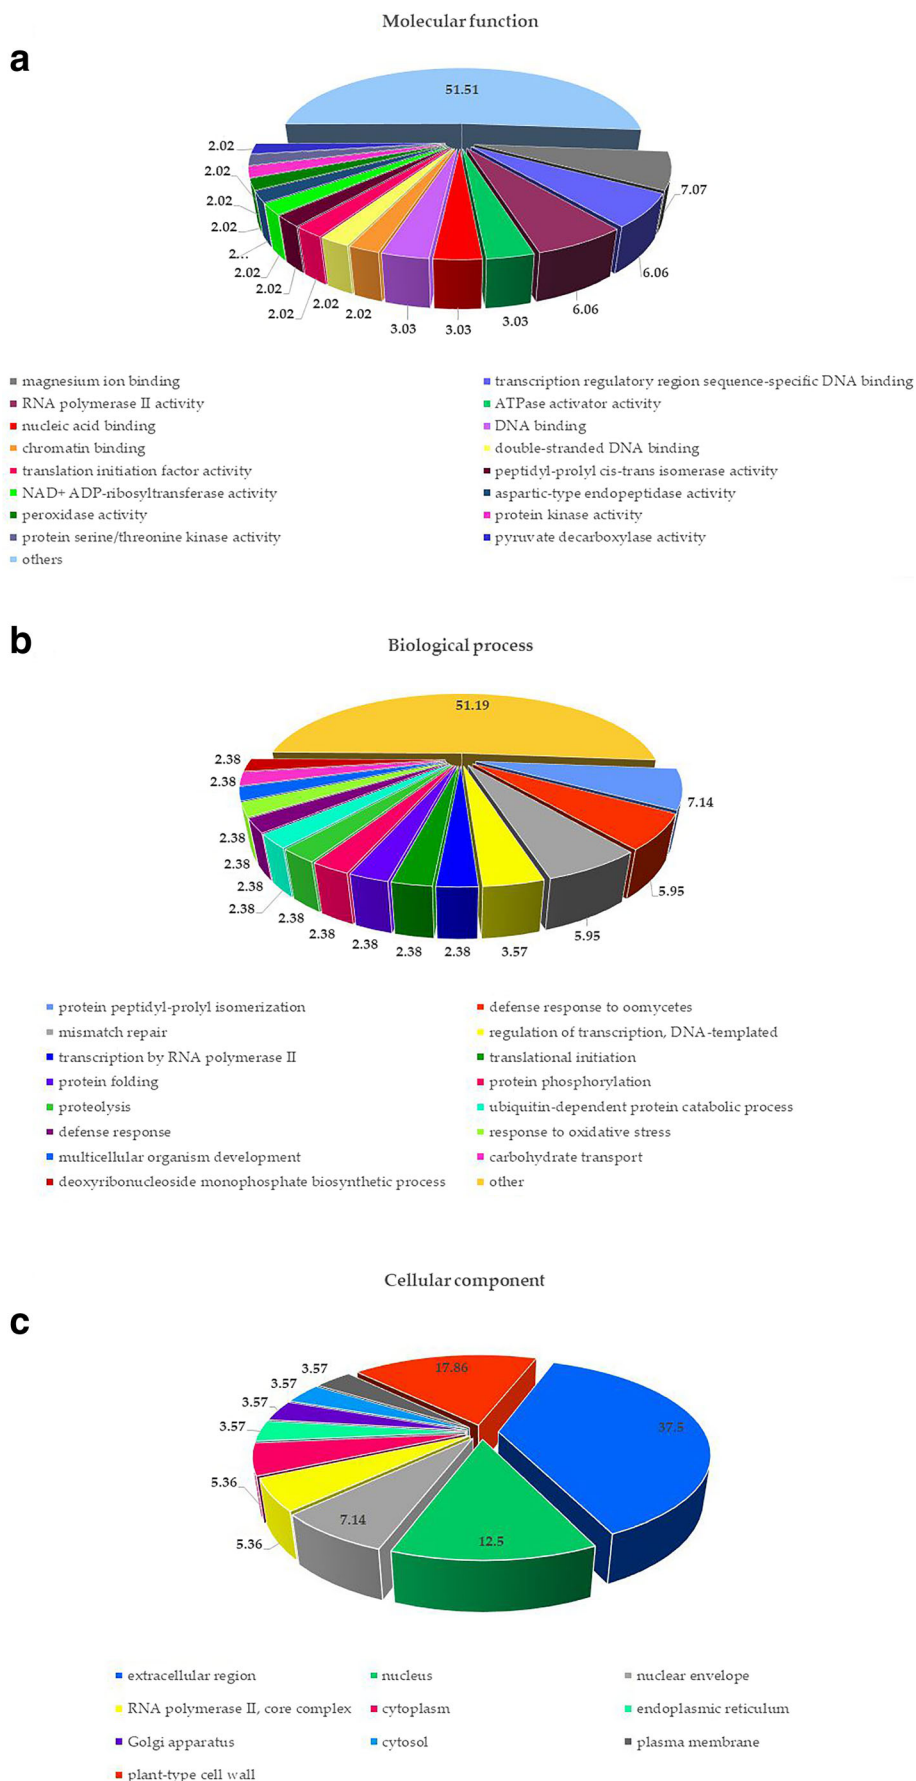 Molecular function
a
51.51
2.02
2.02
7.07
2.02
2.02
2...
6.06
2.02
2.02
2.02
2.02
2.02
3.03
3.03
3.03
6.06
magnesium ion binding
transcription regulatory region sequence-specific DNA binding
RNA polymerase II activity
ATPase activator activity
nucleic acid binding
DNA binding
chromatin binding
double-stranded DNA binding
translation initiation factor activity
peptidyl-prolyl cis-trans isomerase activity
NAD+ ADP-ribosyltransferase activity
aspartic-type endopeptidase activity
peroxidase activity
protein kinase activity
protein serine/threonine kinase activity
pyruvate decarboxylase activity
others
b
Biological process
51.19
2.38
2.38
7.14
2.38
2.38
2.38
2.38
2.38
2.38
2.38
2.38
2.38
3.57
5.95
5.95
protein peptidyl-prolyl isomerization
defense response to oomycetes
mismatch repair
regulation of transcription, DNA-templated
transcription by RNA polymerase II
translational initiation
protein folding
protein phosphorylation
proteolysis
ubiquitin-dependent protein catabolic process
defense response
response to oxidative stress
multicellular organism development
carbohydrate transport
deoxyribonucleoside monophosphate biosynthetic process
other
Cellular component
c
17.86
3.57
3.57
3.57
3.57
37.5
5.36
5.36
7.14
12.5
extracellular region
nucleus
nuclear envelope
RNA polymerase II, core complex
cytoplasm
endoplasmic reticulum
Golgi apparatus
cytosol
plasma membrane
plant-type cell wall